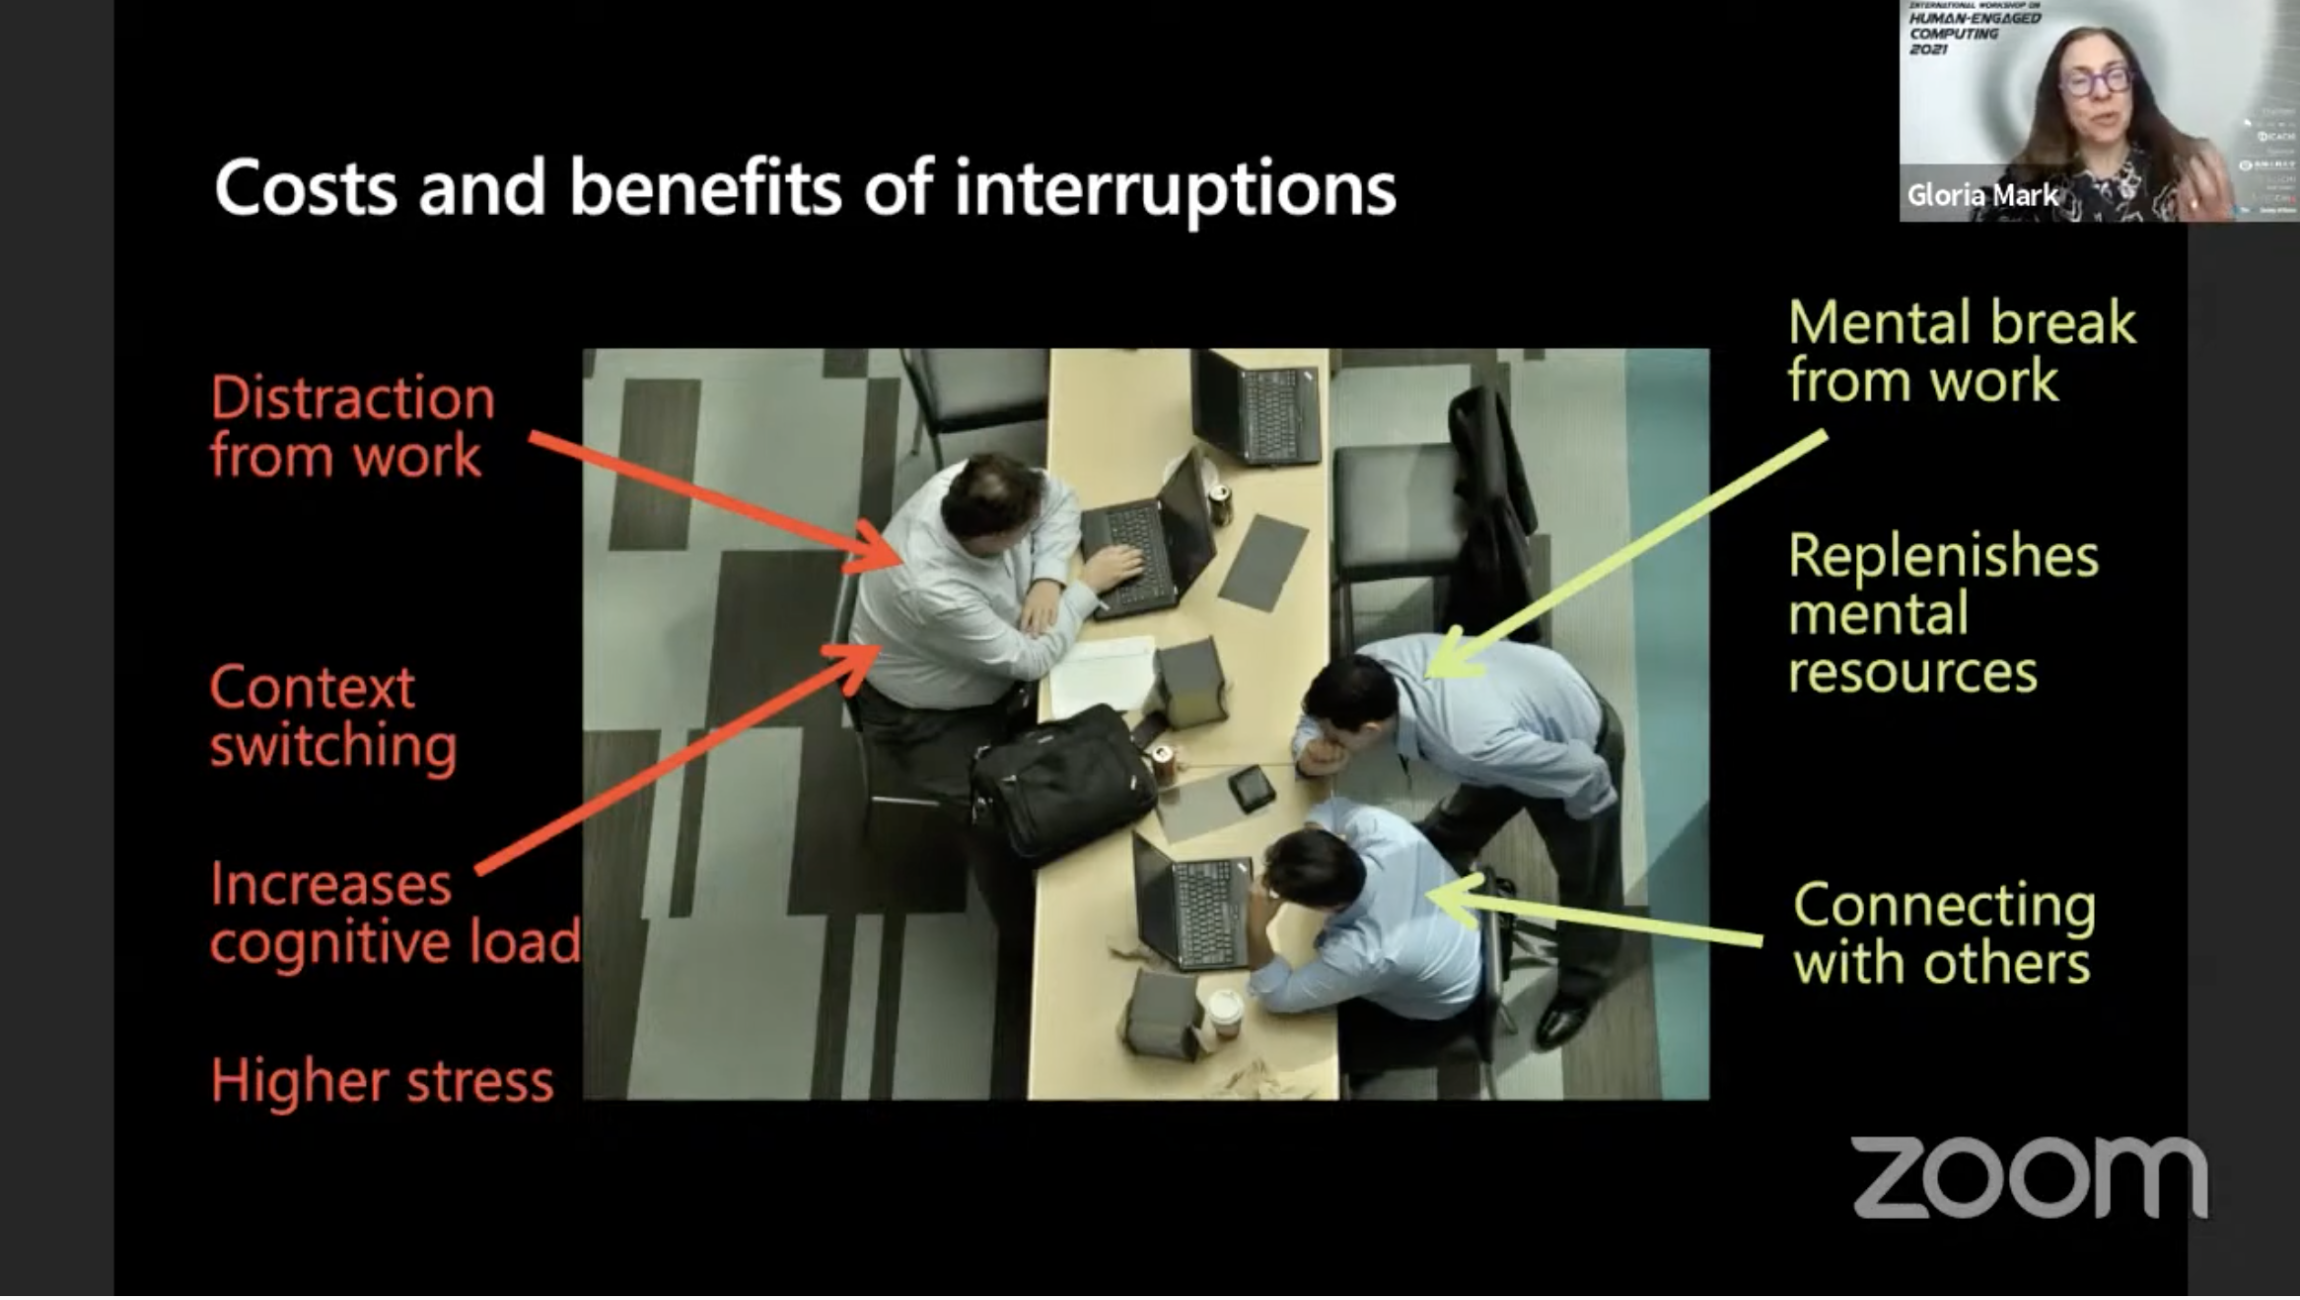 INTERNATIONAL WORKSHOP ON
HUMAN-ENGAGED
COMPUTING
2021
Gloria Mark
Costs and benefits of interruptions
Distraction
from work
Context
switching
Increases
cognitive load
Higher stress
Mental break
from work
Replenishes
mental
resources
Connecting
with others
zoom